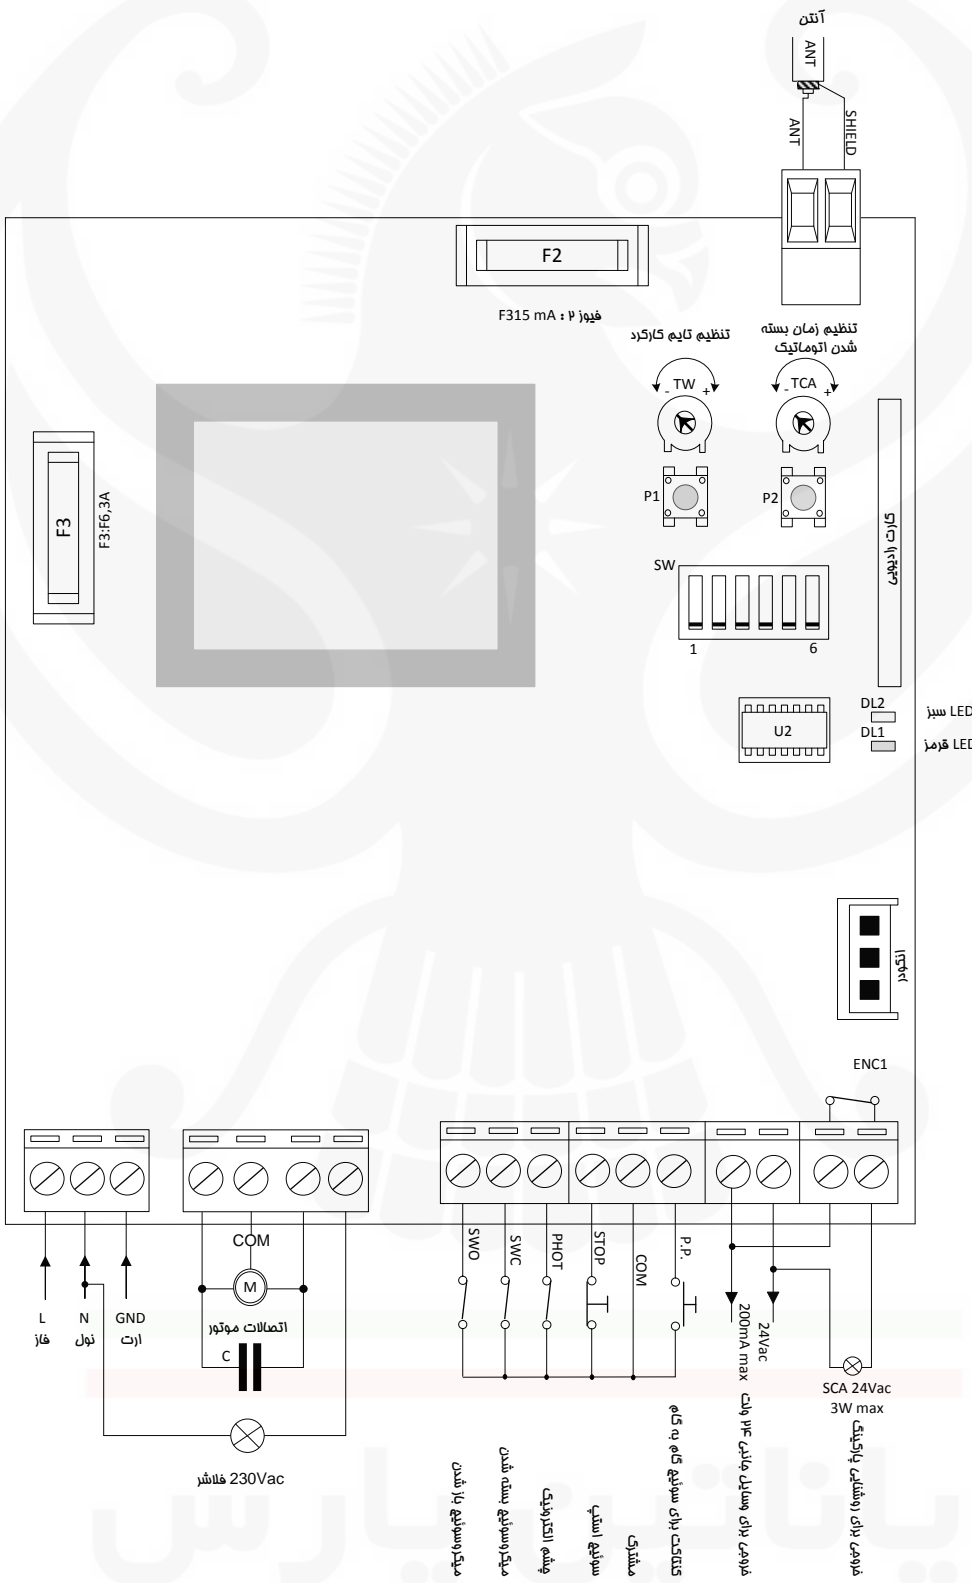 آنتن
ANT
ANT
SHIELD
F2
فیوز ۲ : F315 mA
تنظیم تایم کارکرد
تنظیم زمان بسته
شدن اتوماتیک
- TW +
- TCA +
P1
P2
F3
F3:F6,3A
کارت رادیویی
SW
1
6
U2
DL2
LED سبز
DL1
LED قرمز
انکودر
ENC1
COM
M
اتصالات موتور
C
L
فاز
N
نول
GND
ارت
230Vac فلاشر
SWO
SWC
PHOT
STOP
COM
P.P.
200mA max
24Vac
SCA 24Vac
3W max
میکروسوئیچ باز شدن
میکروسوئیچ بسته شدن
چشم الکترونیک
سوئیچ استپ
مشترک
کنتاکت برای سوئیچ گام به گام
خروجی برای وسایل جانبی ۲۴ ولت
خروجی برای روشنایی پارکینگ
پاناتین پارس